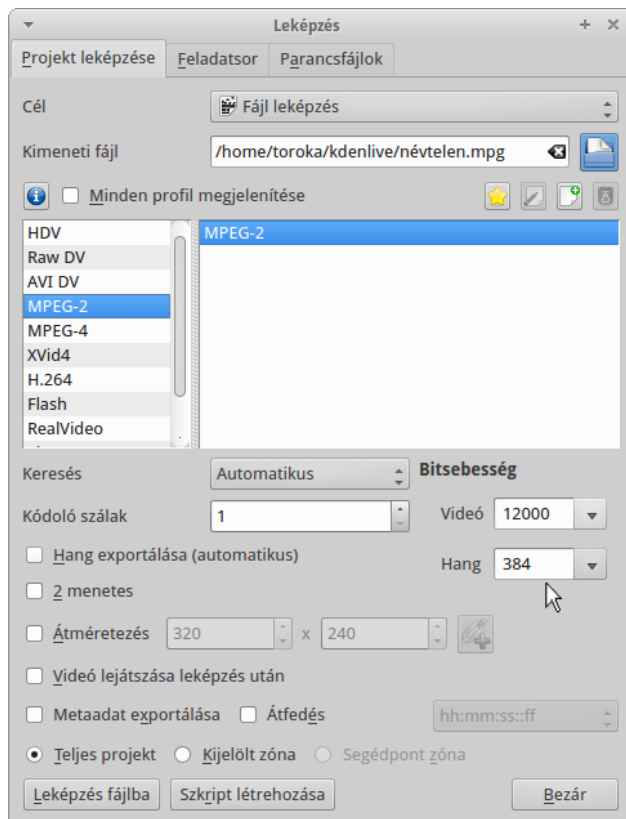 Leképzés
Projekt leképzése Feladatsor Parancsfájlok
Cél Fájl leképzés
Kimeneti fájl /home/toroka/kdenlive/névtelen.mpg
Minden profil megjelenítése
HDV MPEG-2
Raw DV
AVI DV
MPEG-2
MPEG-4
XVid4
H.264
Flash
RealVideo
Keresés Automatikus Bitsebesség
Kódoló szálak 1 Videó 12000
Hang exportálása (automatikus) Hang 384
2 menetes
Átméretezés 320 x 240
Videó lejátszása leképzés után
Metaadat exportálása Átfedés hh:mm:ss::ff
Teljes projekt Kijelölt zóna Segédpont zóna
Leképzés fájlba Szkript létrehozása Bezár